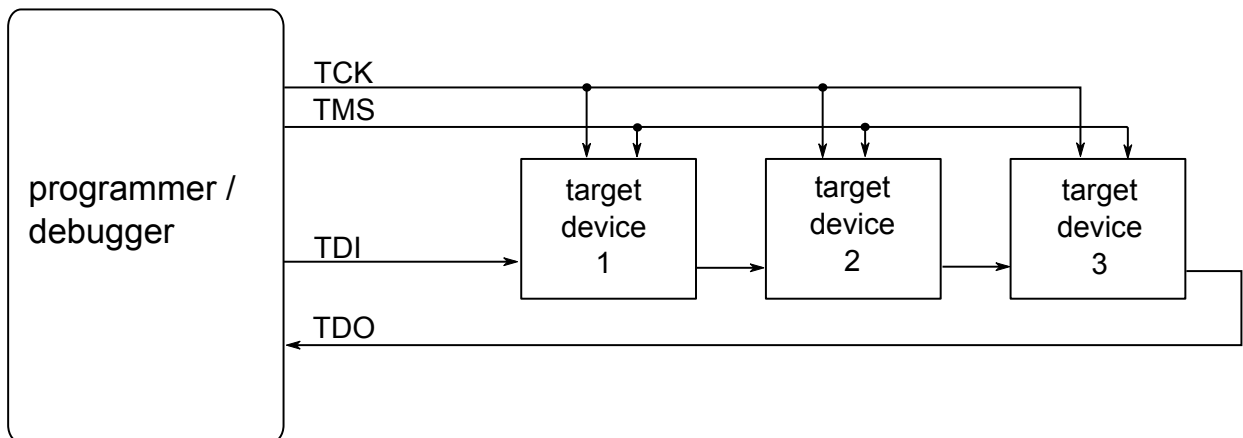 TCK
TMS
programmer /
debugger
TDI
TDO
target
device
1
target
device
2
target
device
3